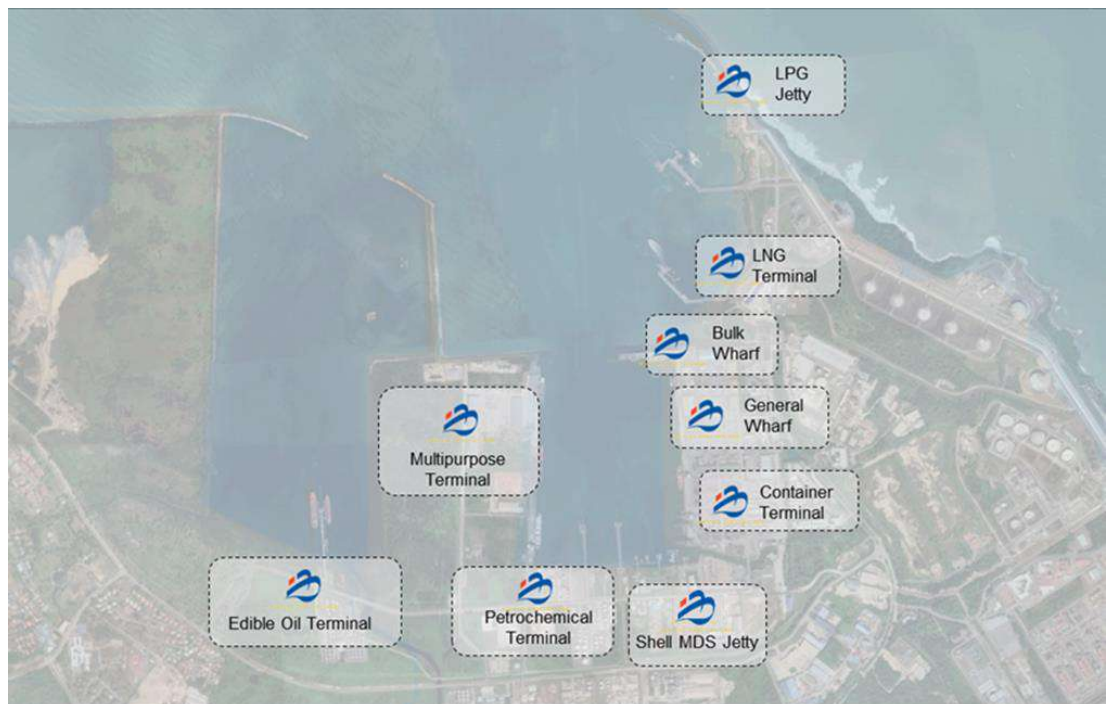 LPG
Jetty
LNG
Terminal
Bulk
Wharf
General
Wharf
Multipurpose
Terminal
Container
Terminal
Edible Oil Terminal
Petrochemical
Terminal
Shell MDS Jetty